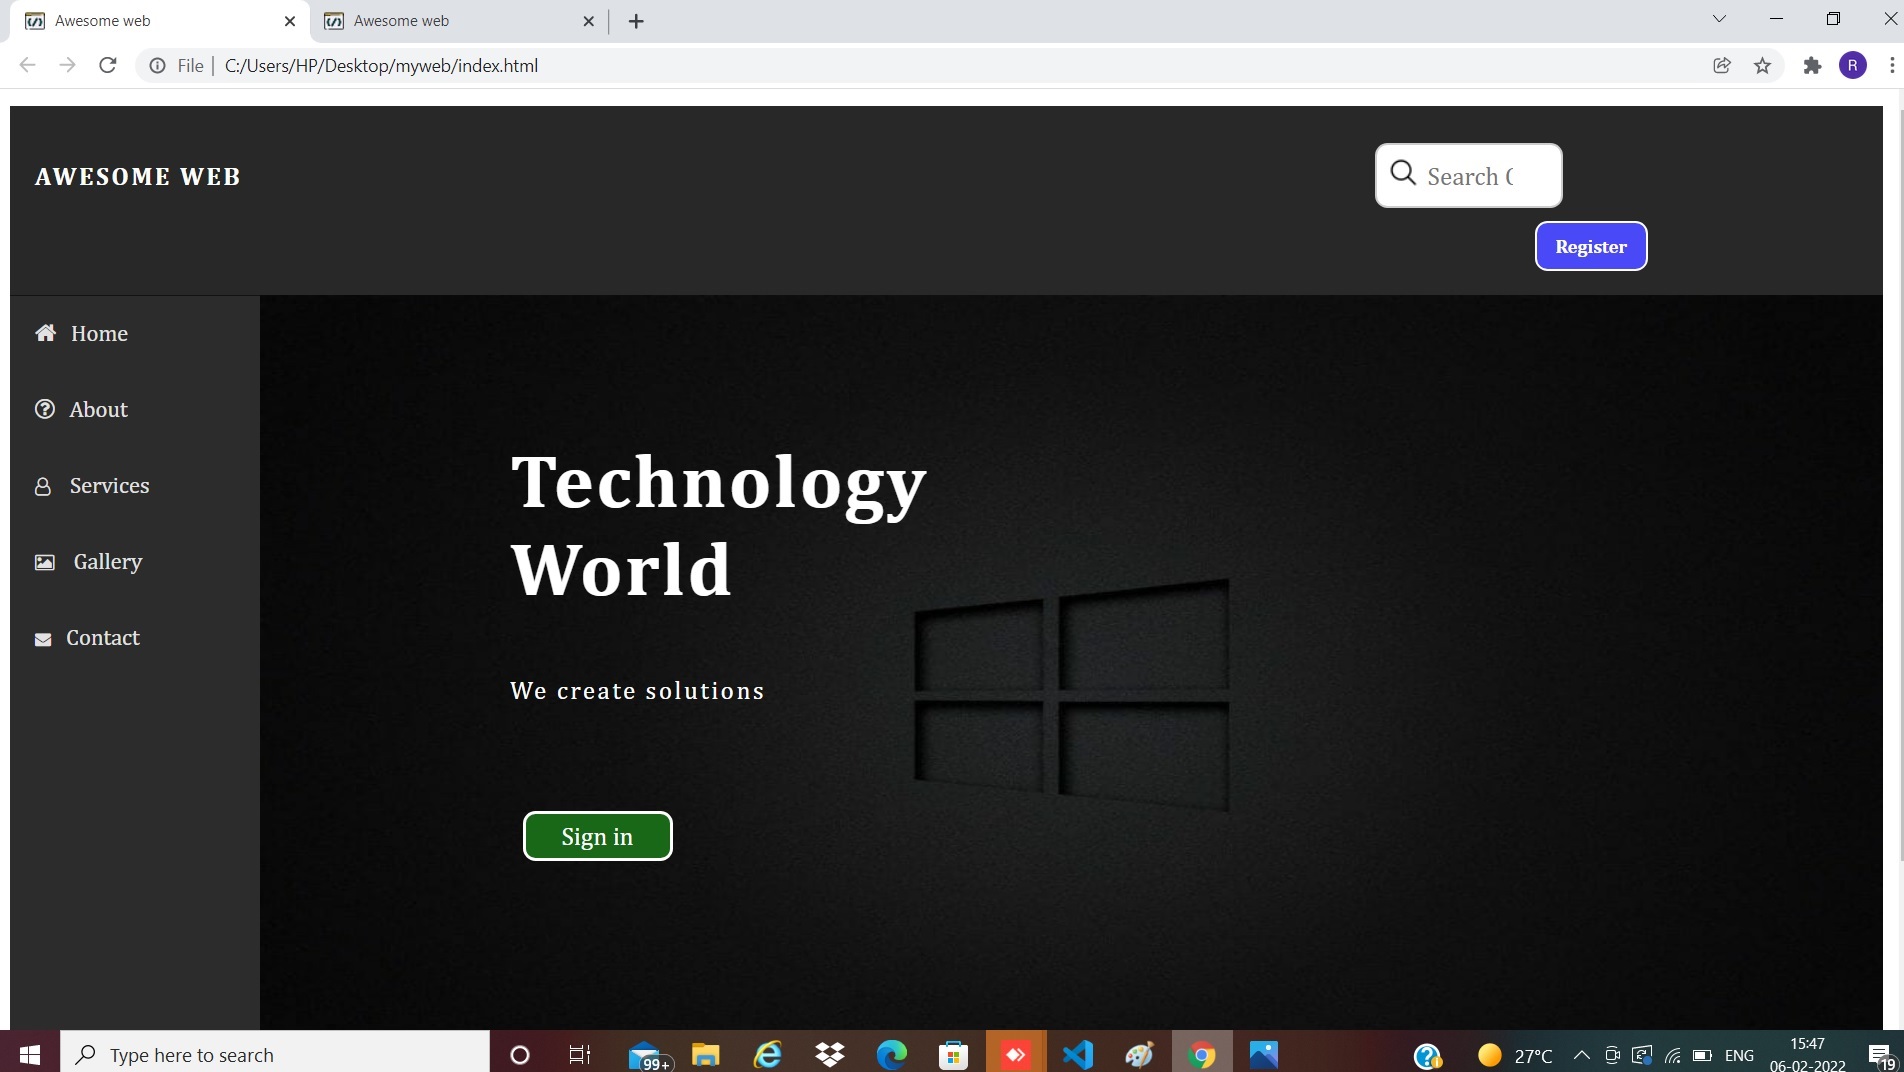 Awesome web
Awesome web
File | C:/Users/HP/Desktop/myweb/index.html
R
AWESOME WEB
Search
Register
Home
About
Services
Gallery
Contact
Technology
World
We create solutions
Sign in
Type here to search
99+
27°C
ENG
15:47
06-02-2022
19